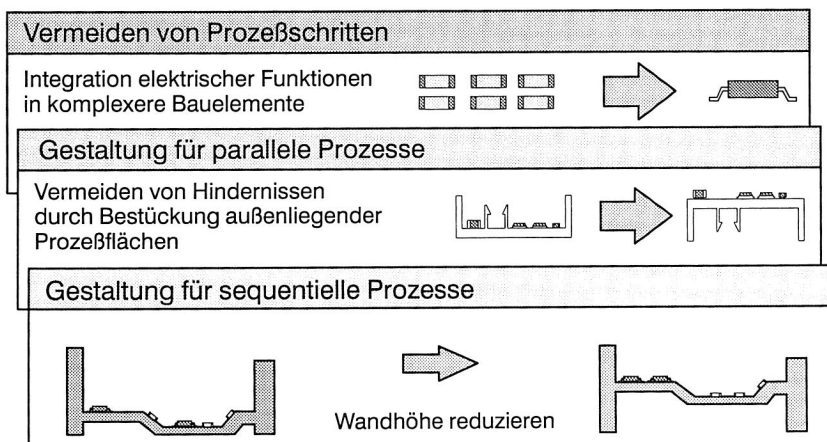 Vermeiden von Prozeßschritten
Integration elektrischer Funktionen
in komplexere Bauelemente
Gestaltung für parallele Prozesse
Vermeiden von Hindernissen
durch Bestückung außenliegender
Prozeßflächen
Gestaltung für sequentielle Prozesse
Wandhöhe reduzieren